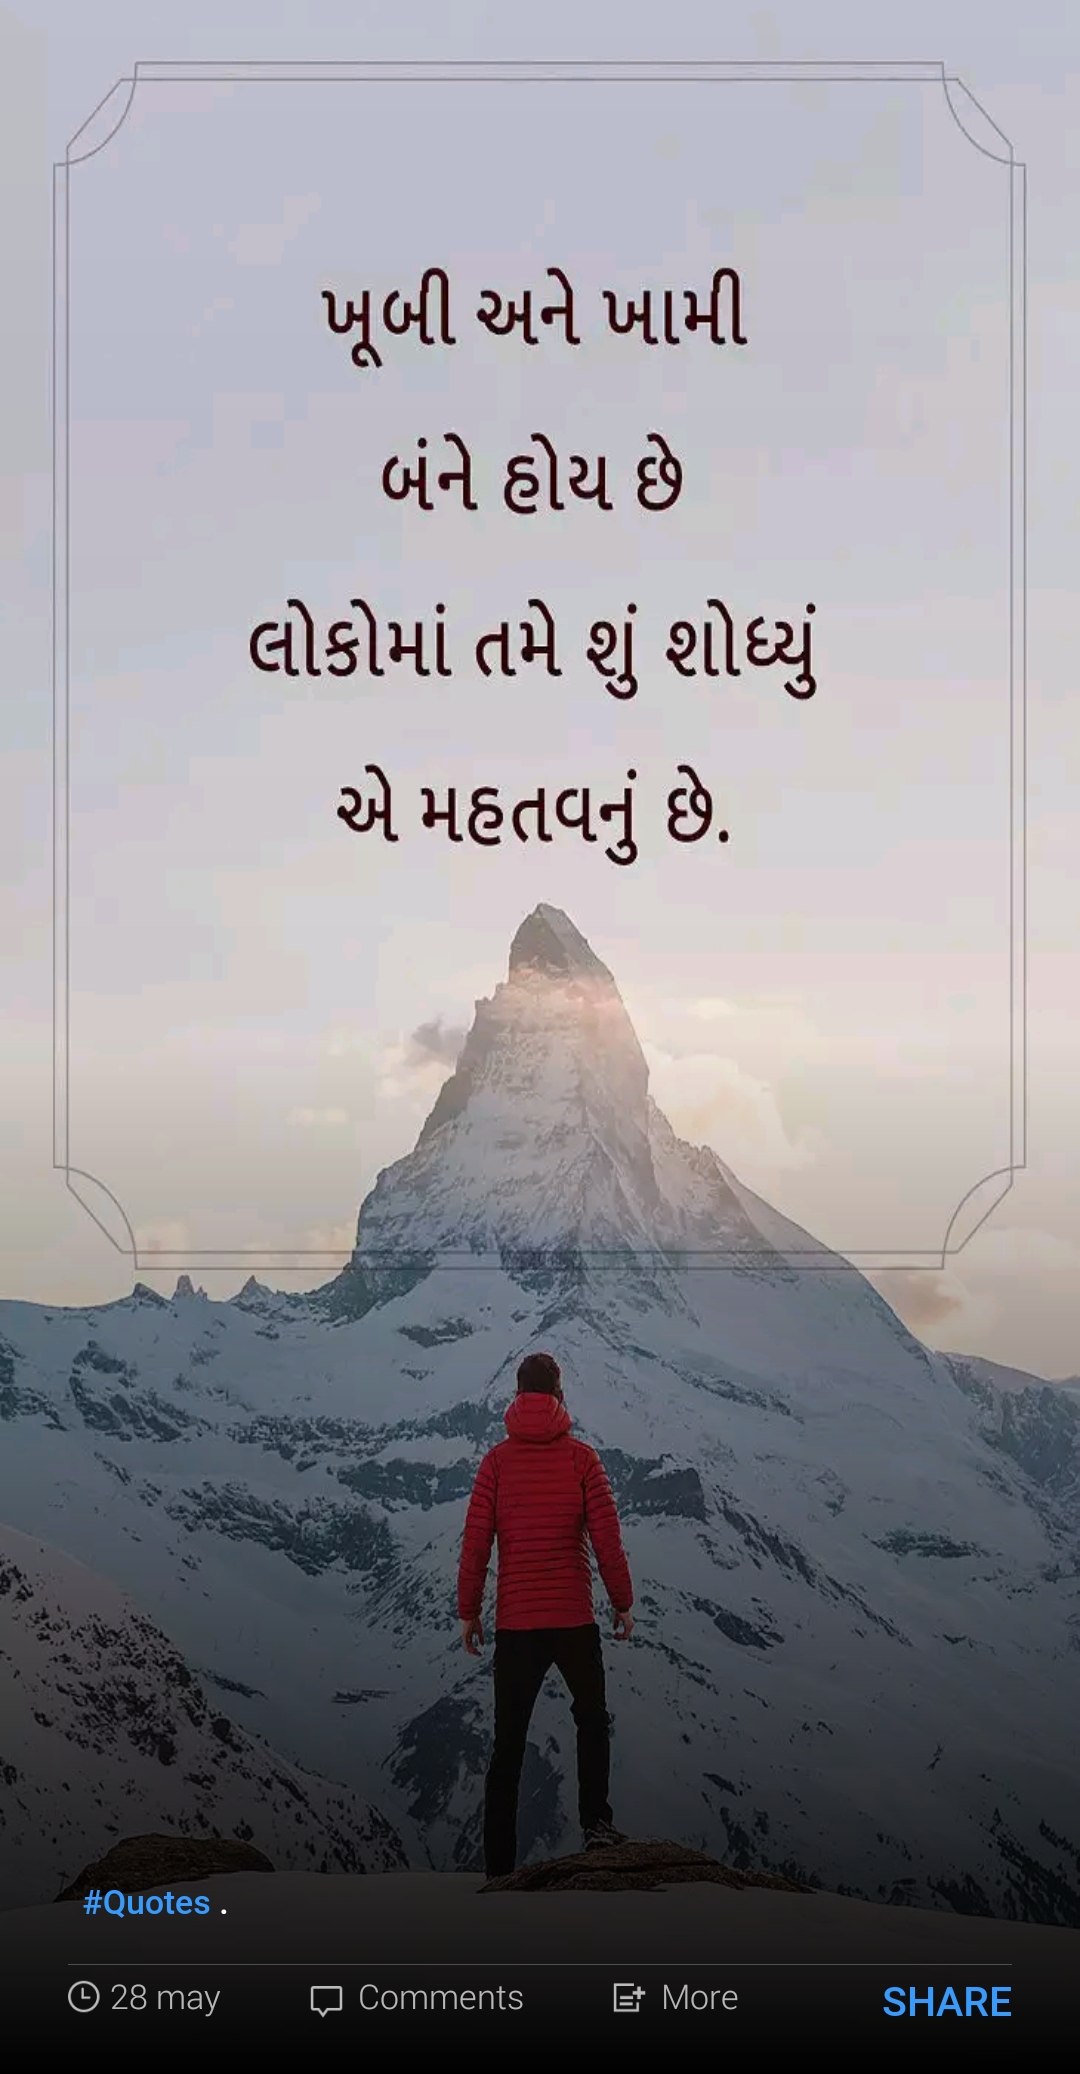 ખૂબી અને ખામી
બંને હોય છે
લોકોમાં તમે શું શોધ્યું
એ મહતવનું છે.
#Quotes .
28 may Comments More SHARE